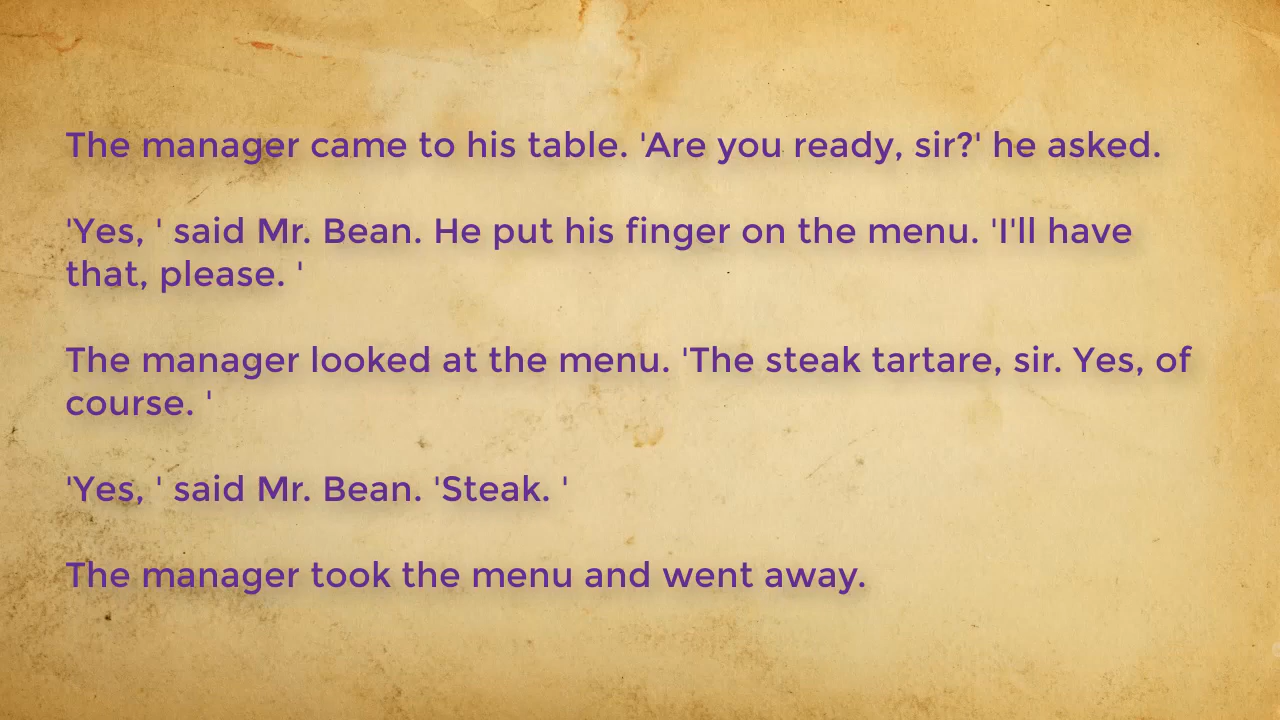 The manager came to his table. 'Are you ready, sir?' he asked.
'Yes, ' said Mr. Bean. He put his finger on the menu. 'I'll have
that, please. '
The manager looked at the menu. 'The steak tartare, sir. Yes, of
course. '
'Yes, ' said Mr. Bean. 'Steak. '
The manager took the menu and went away.